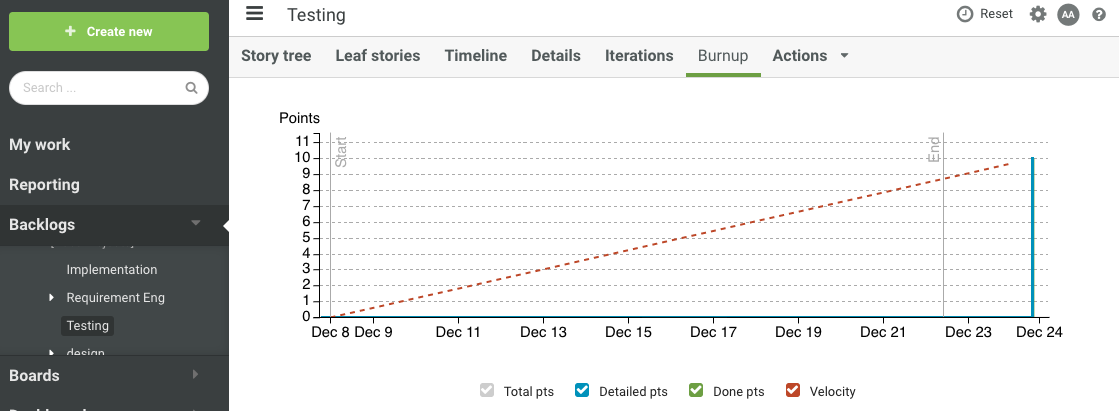 + Create new
Search ...
My work
Reporting
Backlogs
Implementation
Requirement Eng
Testing
design
Boards
Testing
Reset
AA
?
Story tree Leaf stories Timeline Details Iterations Burnup Actions
Points
11
10
9
8
7
6
5
4
3
2
1
0
Start
End
Dec 8 Dec 9 Dec 11 Dec 13 Dec 15 Dec 17 Dec 19 Dec 21 Dec 23 Dec 24
Total pts Detailed pts Done pts Velocity